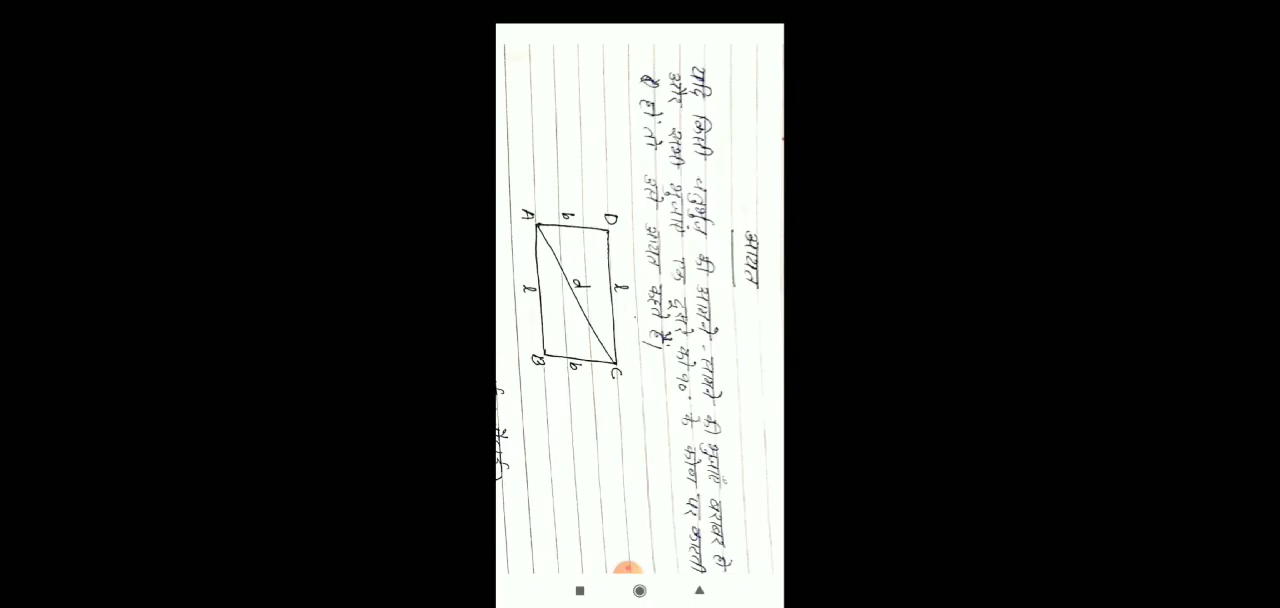 आयत
यदि किसी चतुर्भुज की आमने-सामने की भुजाएँ बराबर हो
और सभी भुजाएं एक दूसरे को 90° के कोण पर काटती
हो तो उसे आयत कहते हैं।
D l C
b d b
A l B